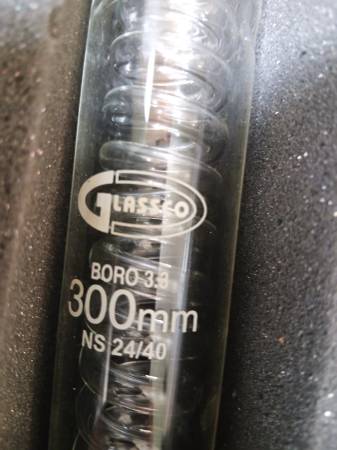 GLASSCO
BORO 3.3
300mm
NS 24/40